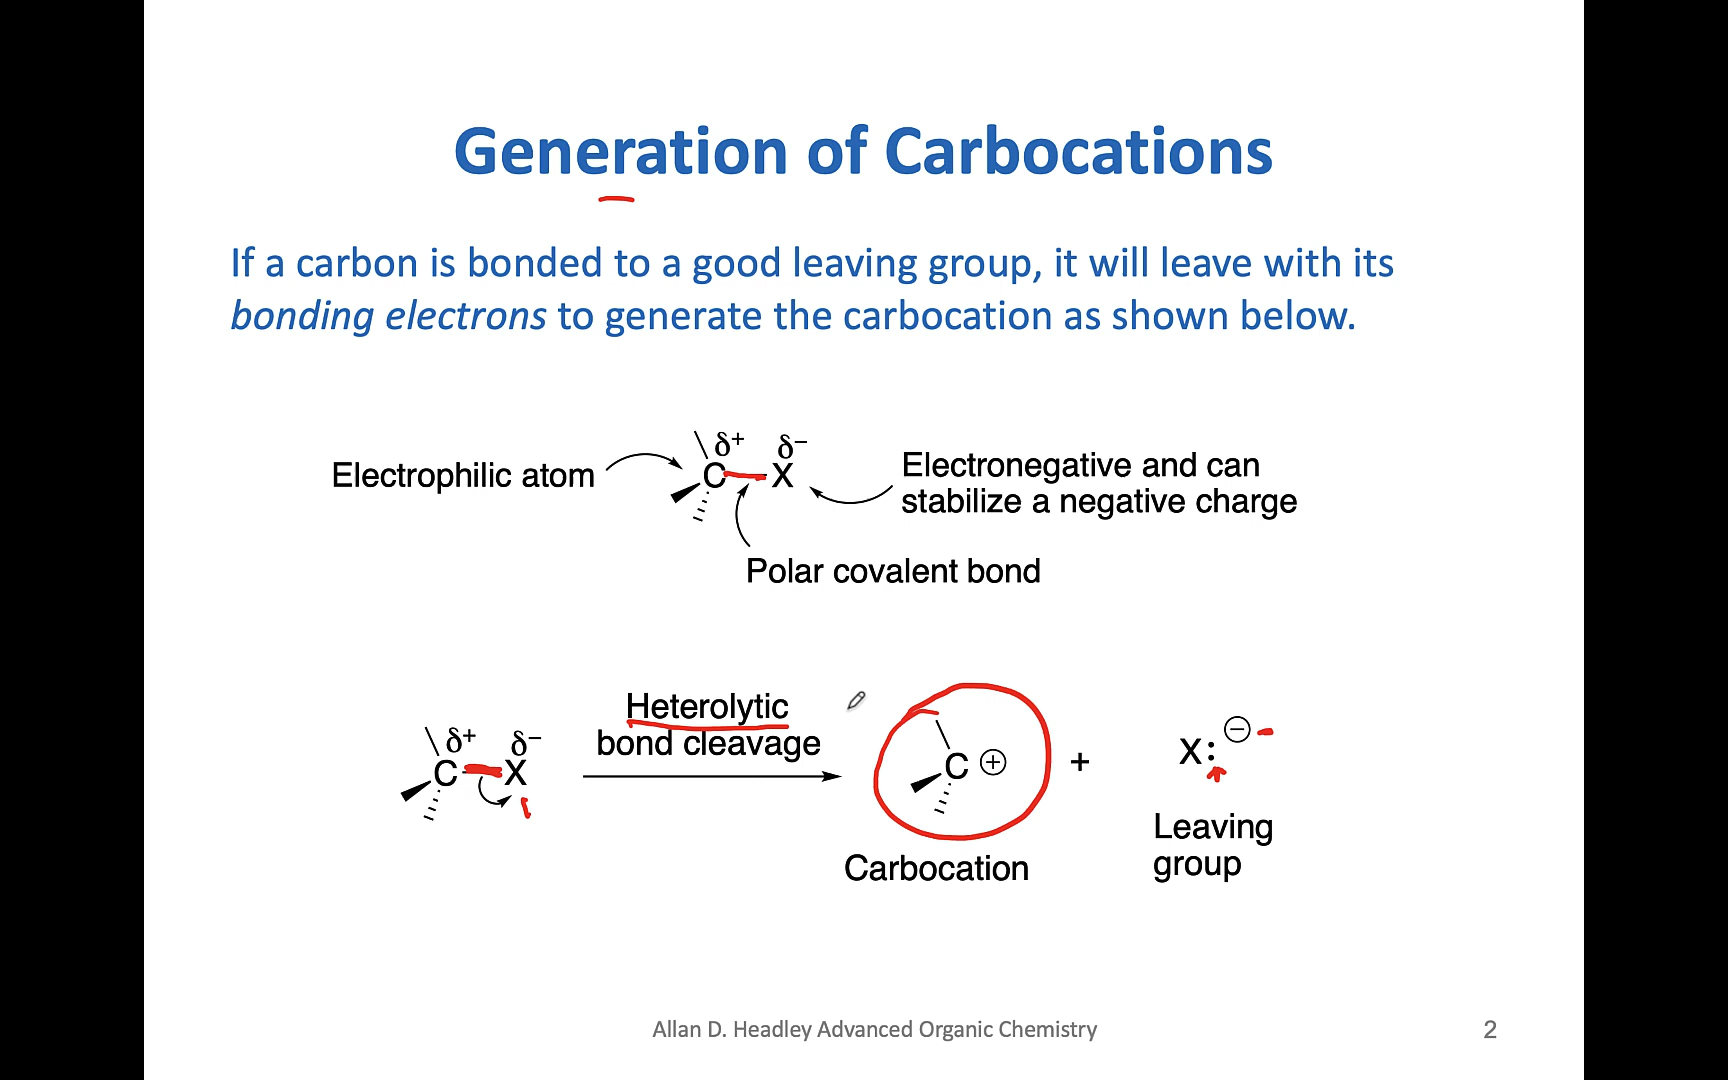 Generation of Carbocations
If a carbon is bonded to a good leaving group, it will leave with its
bonding electrons to generate the carbocation as shown below.
δ+ δ−
Electrophilic atom C X Electronegative and can
stabilize a negative charge
Polar covalent bond
Heterolytic
bond cleavage
δ+ δ−
C X C ⊕ + X: ⊖
Leaving
group
Carbocation
Allan D. Headley Advanced Organic Chemistry 2